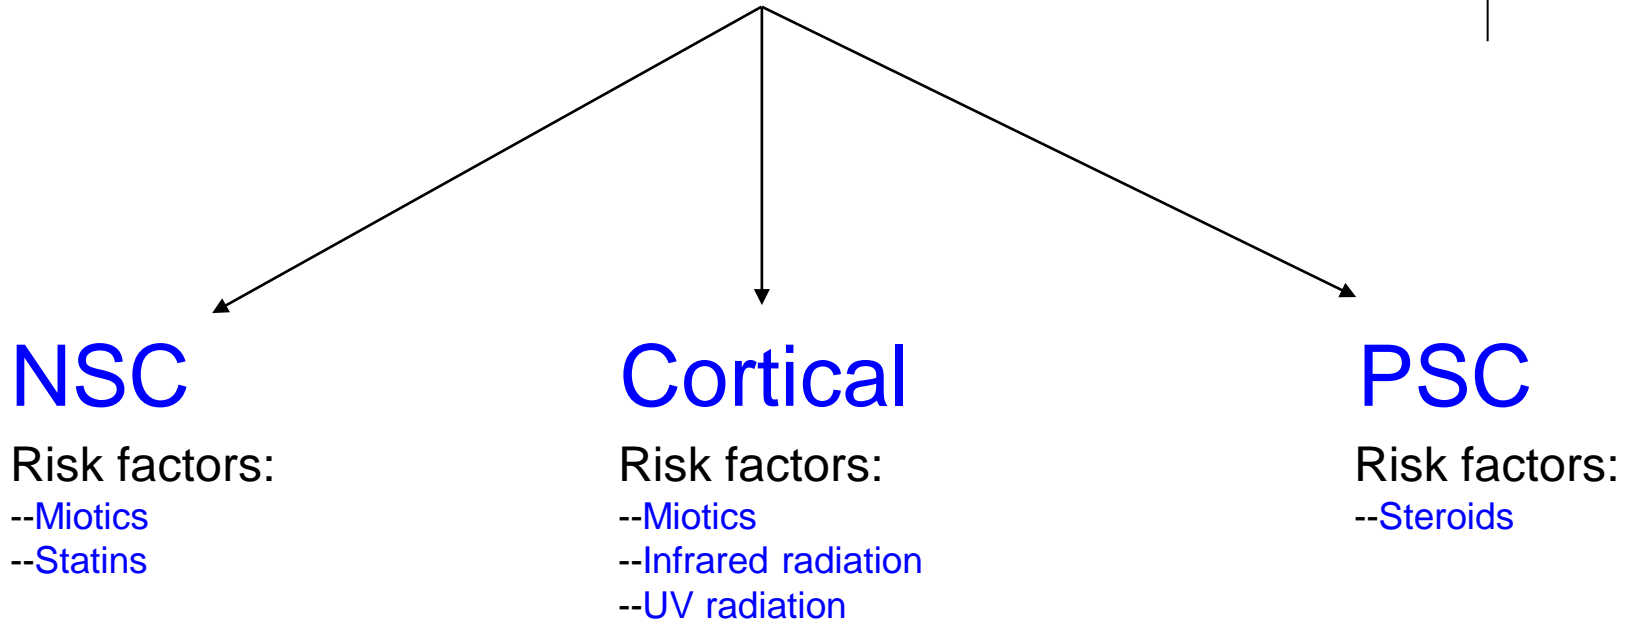 NSC
Risk factors:
--Miotics
--Statins
Cortical
Risk factors:
--Miotics
--Infrared radiation
--UV radiation
PSC
Risk factors:
--Steroids